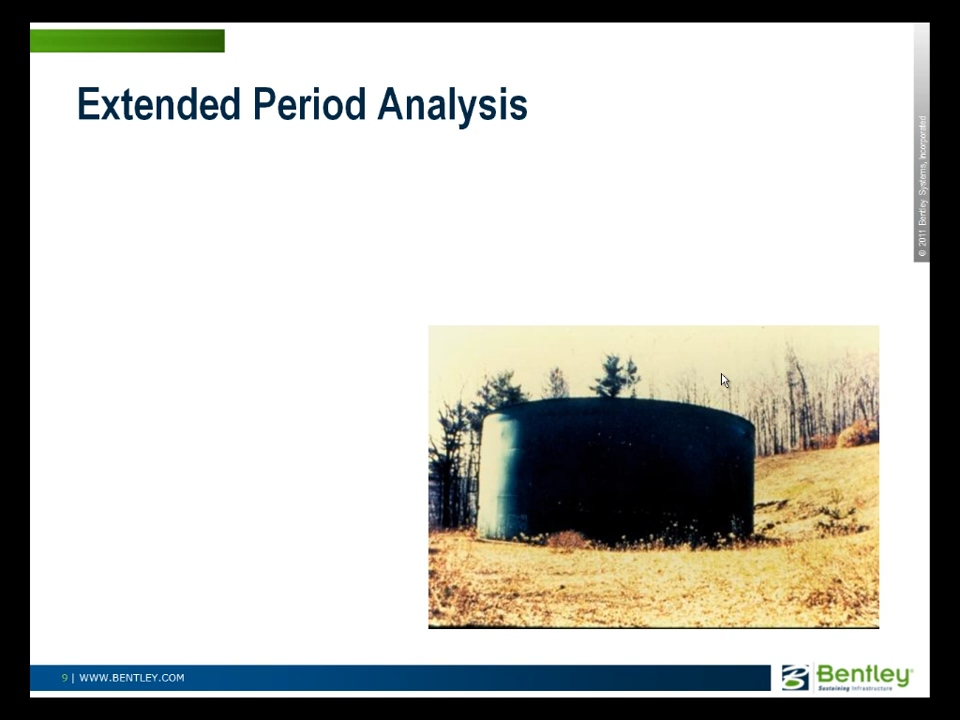 Extended Period Analysis
© 2011 Bentley Systems, Incorporated
9 | WWW.BENTLEY.COM
Bentley®
Sustaining Infrastructure